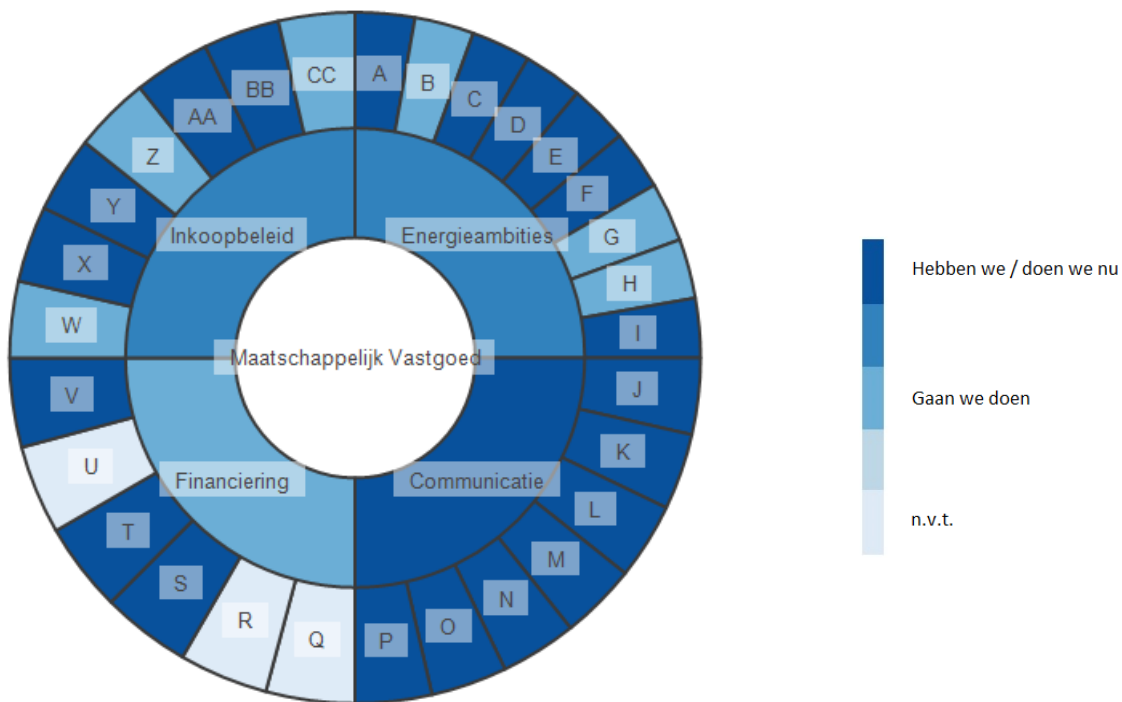 CC
A
B
BB
C
AA
D
E
Z
F
Y
Inkoopbeleid
Energieambities
G
X
H
Hebben we / doen we nu
W
I
Maatschappelijk Vastgoed
V
J
Gaan we doen
K
U
Financiering
Communicatie
L
n.v.t.
T
M
S
N
R
Q
P
O